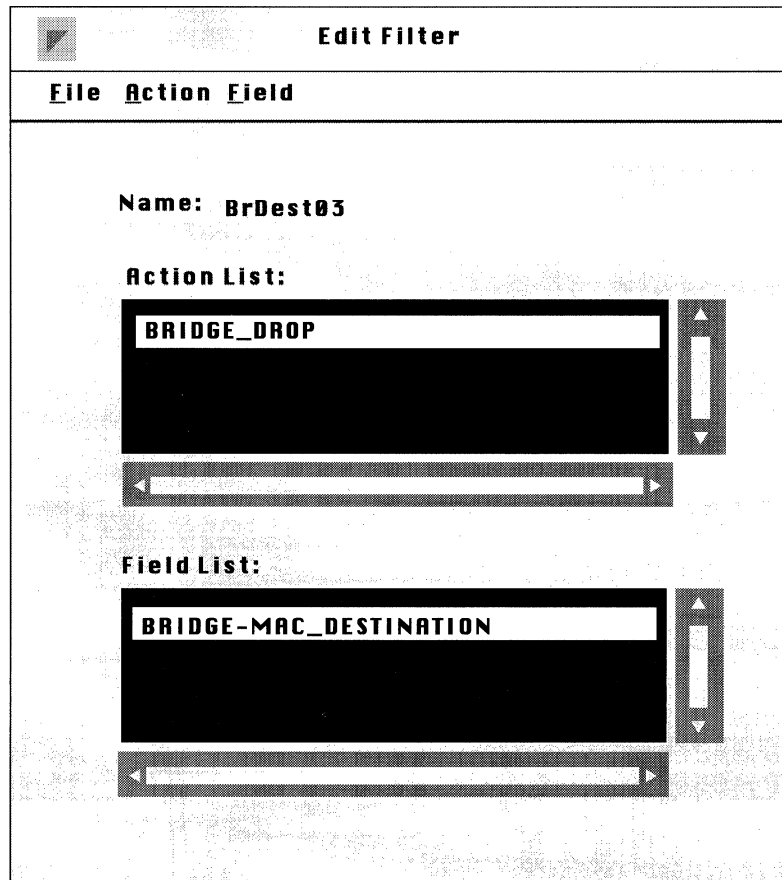 Edit Filter
File Action Field
Name: BrDest03
Action List:
BRIDGE_DROP
Field List:
BRIDGE-MAC_DESTINATION